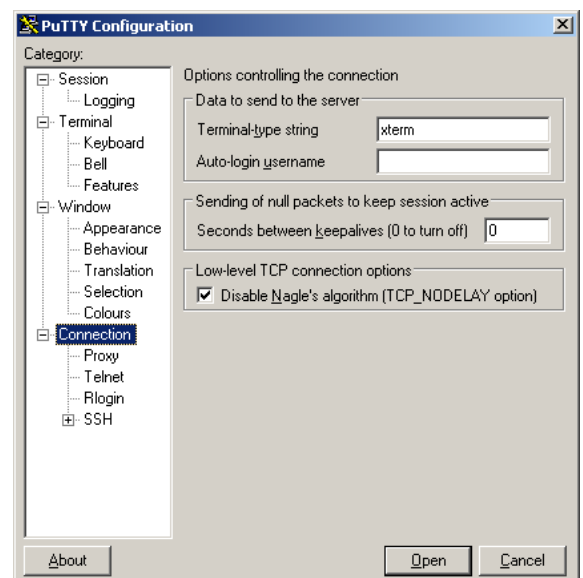 PuTTY Configuration
Category:
Session
Logging
Terminal
Keyboard
Bell
Features
Window
Appearance
Behaviour
Translation
Selection
Colours
Connection
Proxy
Telnet
Rlogin
SSH
Options controlling the connection
Data to send to the server
Terminal-type string xterm
Auto-login username
Sending of null packets to keep session active
Seconds between keepalives (0 to turn off) 0
Low-level TCP connection options
Disable Nagle's algorithm (TCP_NODELAY option)
About Open Cancel